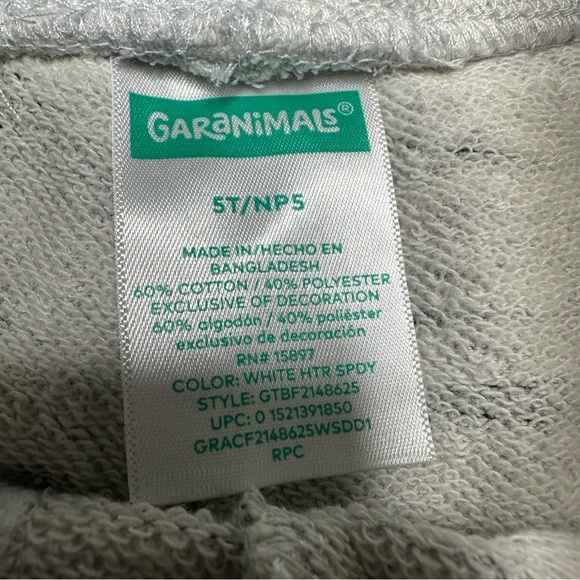 GARANiMALS®
5T/NP5
MADE IN/HECHO EN
BANGLADESH
60% COTTON // 40% POLYESTER
EXCLUSIVE OF DECORATION
60% algodón / 40% poliéster
exclusivo de decoración
RN# 15897
COLOR: WHITE HTR SPDY
STYLE: GTBF2148625
UPC: 0 1521391850
GRACF2148625WSDD1
RPC